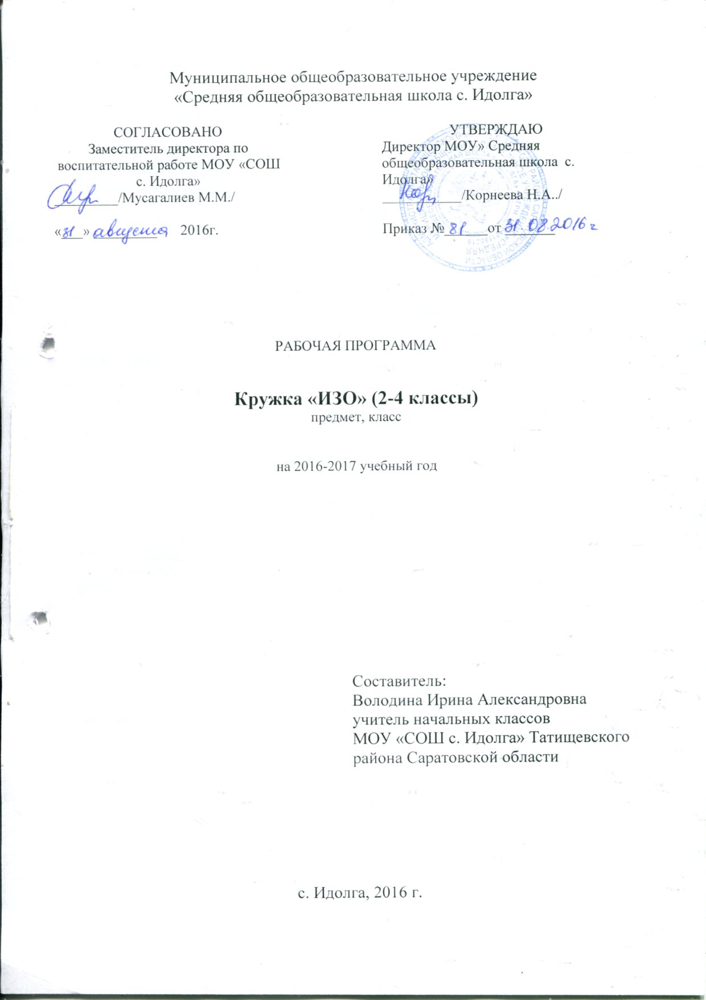 Муниципальное общеобразовательное учреждение
«Средняя общеобразовательная школа с. Идолга»
СОГЛАСОВАНО
Заместитель директора по
воспитательной работе МОУ «СОШ
с. Идолга»
/Мусагалиев М.М./
«31» августа 2016г.
УТВЕРЖДАЮ
Директор МОУ» Средняя
общеобразовательная школа с.
Идолга»
/Корнеева Н.А../
Приказ № 81 от 31.08.2016 г
РАБОЧАЯ ПРОГРАММА
Кружка «ИЗО» (2-4 классы)
предмет, класс
на 2016-2017 учебный год
Составитель:
Володина Ирина Александровна
учитель начальных классов
МОУ «СОШ с. Идолга» Татищевского
района Саратовской области
с. Идолга, 2016 г.